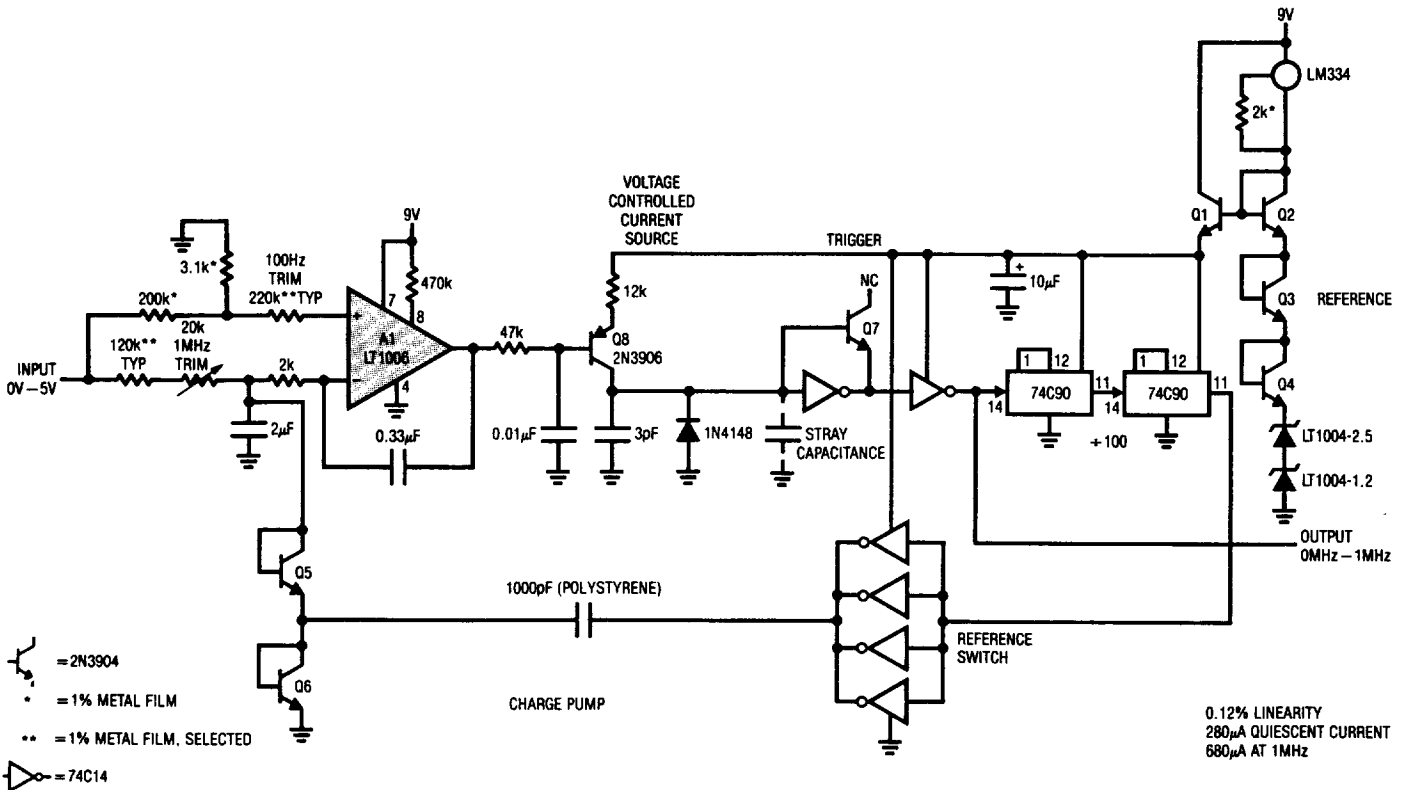 9V
LM334
2k*
Q1
Q2
Q3
REFERENCE
Q4
LT1004-2.5
LT1004-1.2
VOLTAGE
CONTROLLED
CURRENT
SOURCE
TRIGGER
9V
470k
3.1k*
100Hz
TRIM
220k**TYP
200k*
20k
1MHz
TRIM
120k**
TYP
INPUT
0V–5V
2k
2µF
0.33µF
+
–
7
8
4
A1
LT1006
47k
12k
Q8
2N3906
0.01µF
3pF
1N4148
STRAY
CAPACITANCE
NC
Q7
+
10µF
1
12
14
74C90
11
1
12
14
74C90
11
÷100
OUTPUT
0MHz–1MHz
Q5
Q6
1000pF (POLYSTYRENE)
CHARGE PUMP
REFERENCE
SWITCH
= 2N3904
* = 1% METAL FILM
** = 1% METAL FILM, SELECTED
= 74C14
0.12% LINEARITY
280µA QUIESCENT CURRENT
680µA AT 1MHz